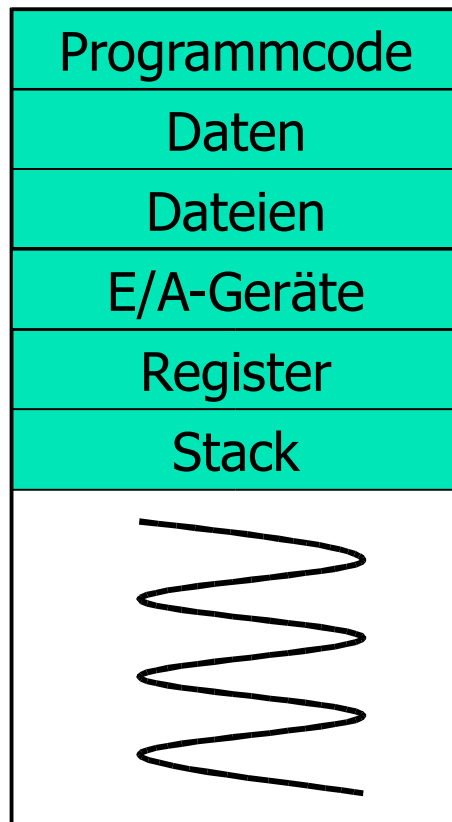 Programmcode
Daten
Dateien
E/A-Geräte
Register
Stack